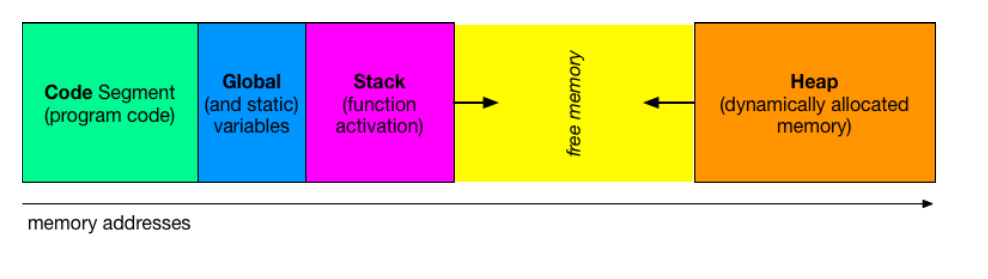 Code Segment
(program code)
Global
(and static)
variables
Stack
(function
activation)
free memory
Heap
(dynamically allocated
memory)
memory addresses